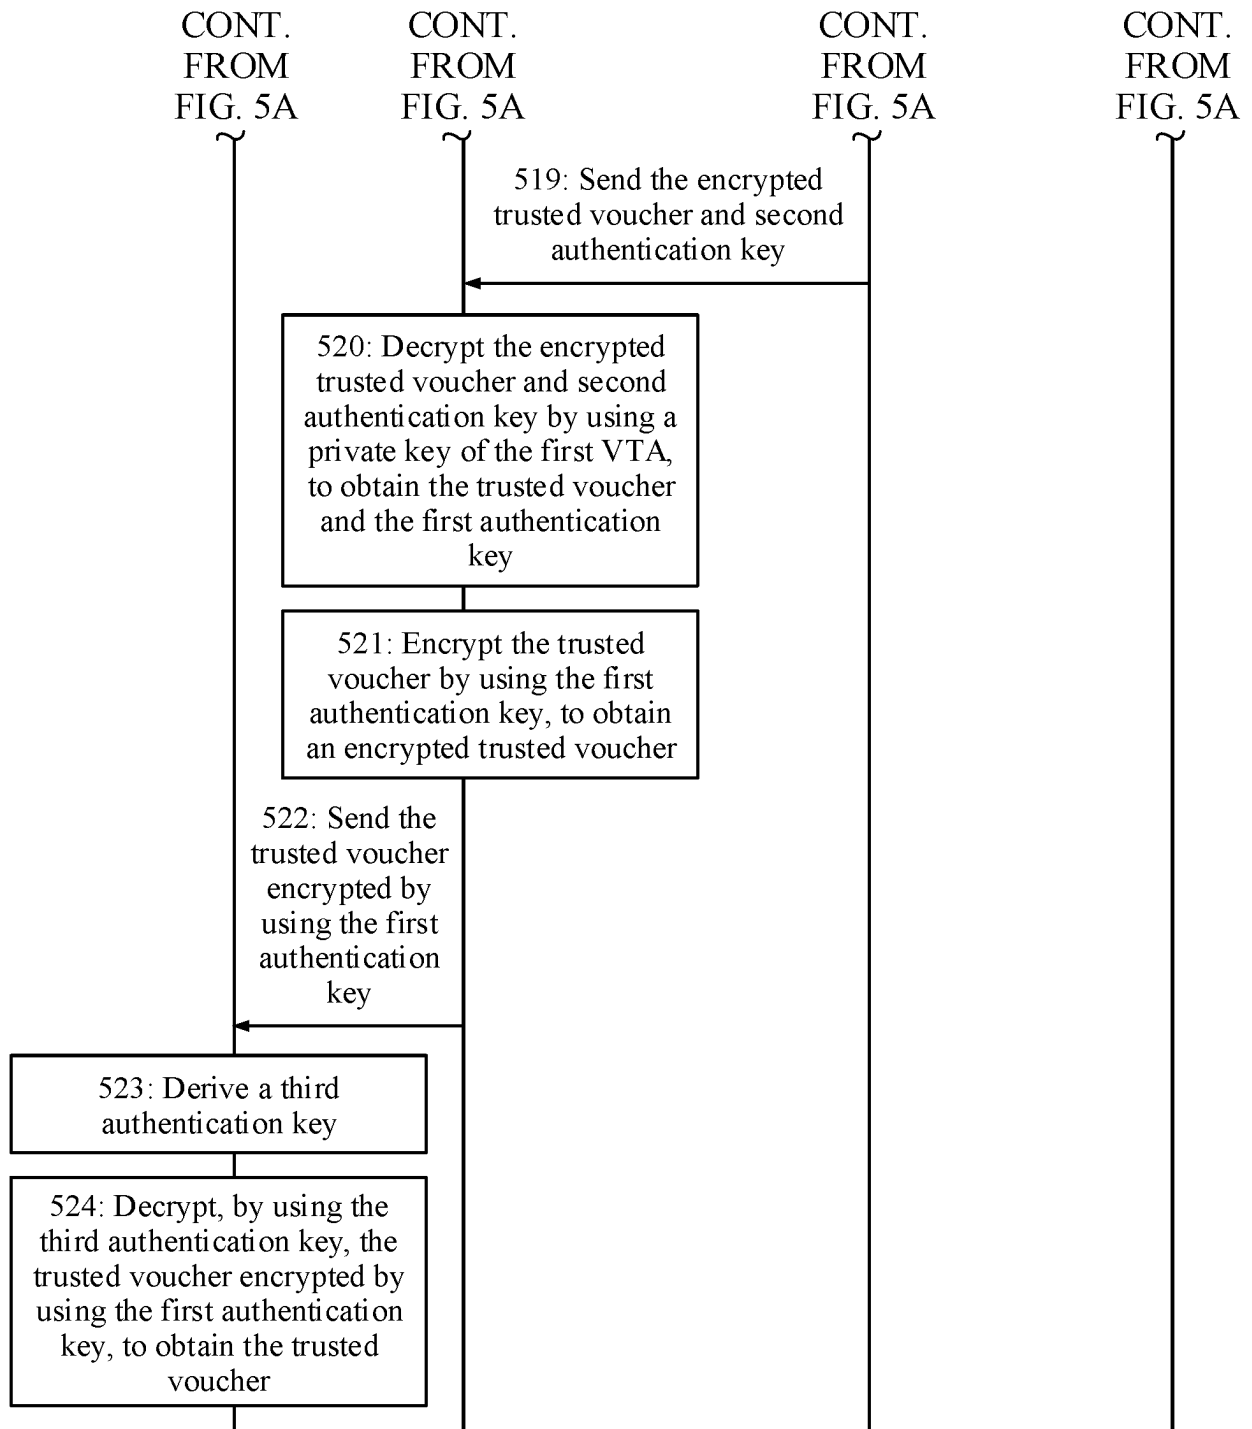 CONT.
FROM
FIG. 5A
CONT.
FROM
FIG. 5A
CONT.
FROM
FIG. 5A
CONT.
FROM
FIG. 5A
519: Send the encrypted
trusted voucher and second
authentication key
520: Decrypt the encrypted
trusted voucher and second
authentication key by using a
private key of the first VTA,
to obtain the trusted voucher
and the first authentication
key
521: Encrypt the trusted
voucher by using the first
authentication key, to obtain
an encrypted trusted voucher
522: Send the
trusted voucher
encrypted by
using the first
authentication
key
523: Derive a third
authentication key
524: Decrypt, by using the
third authentication key, the
trusted voucher encrypted by
using the first authentication
key, to obtain the trusted
voucher